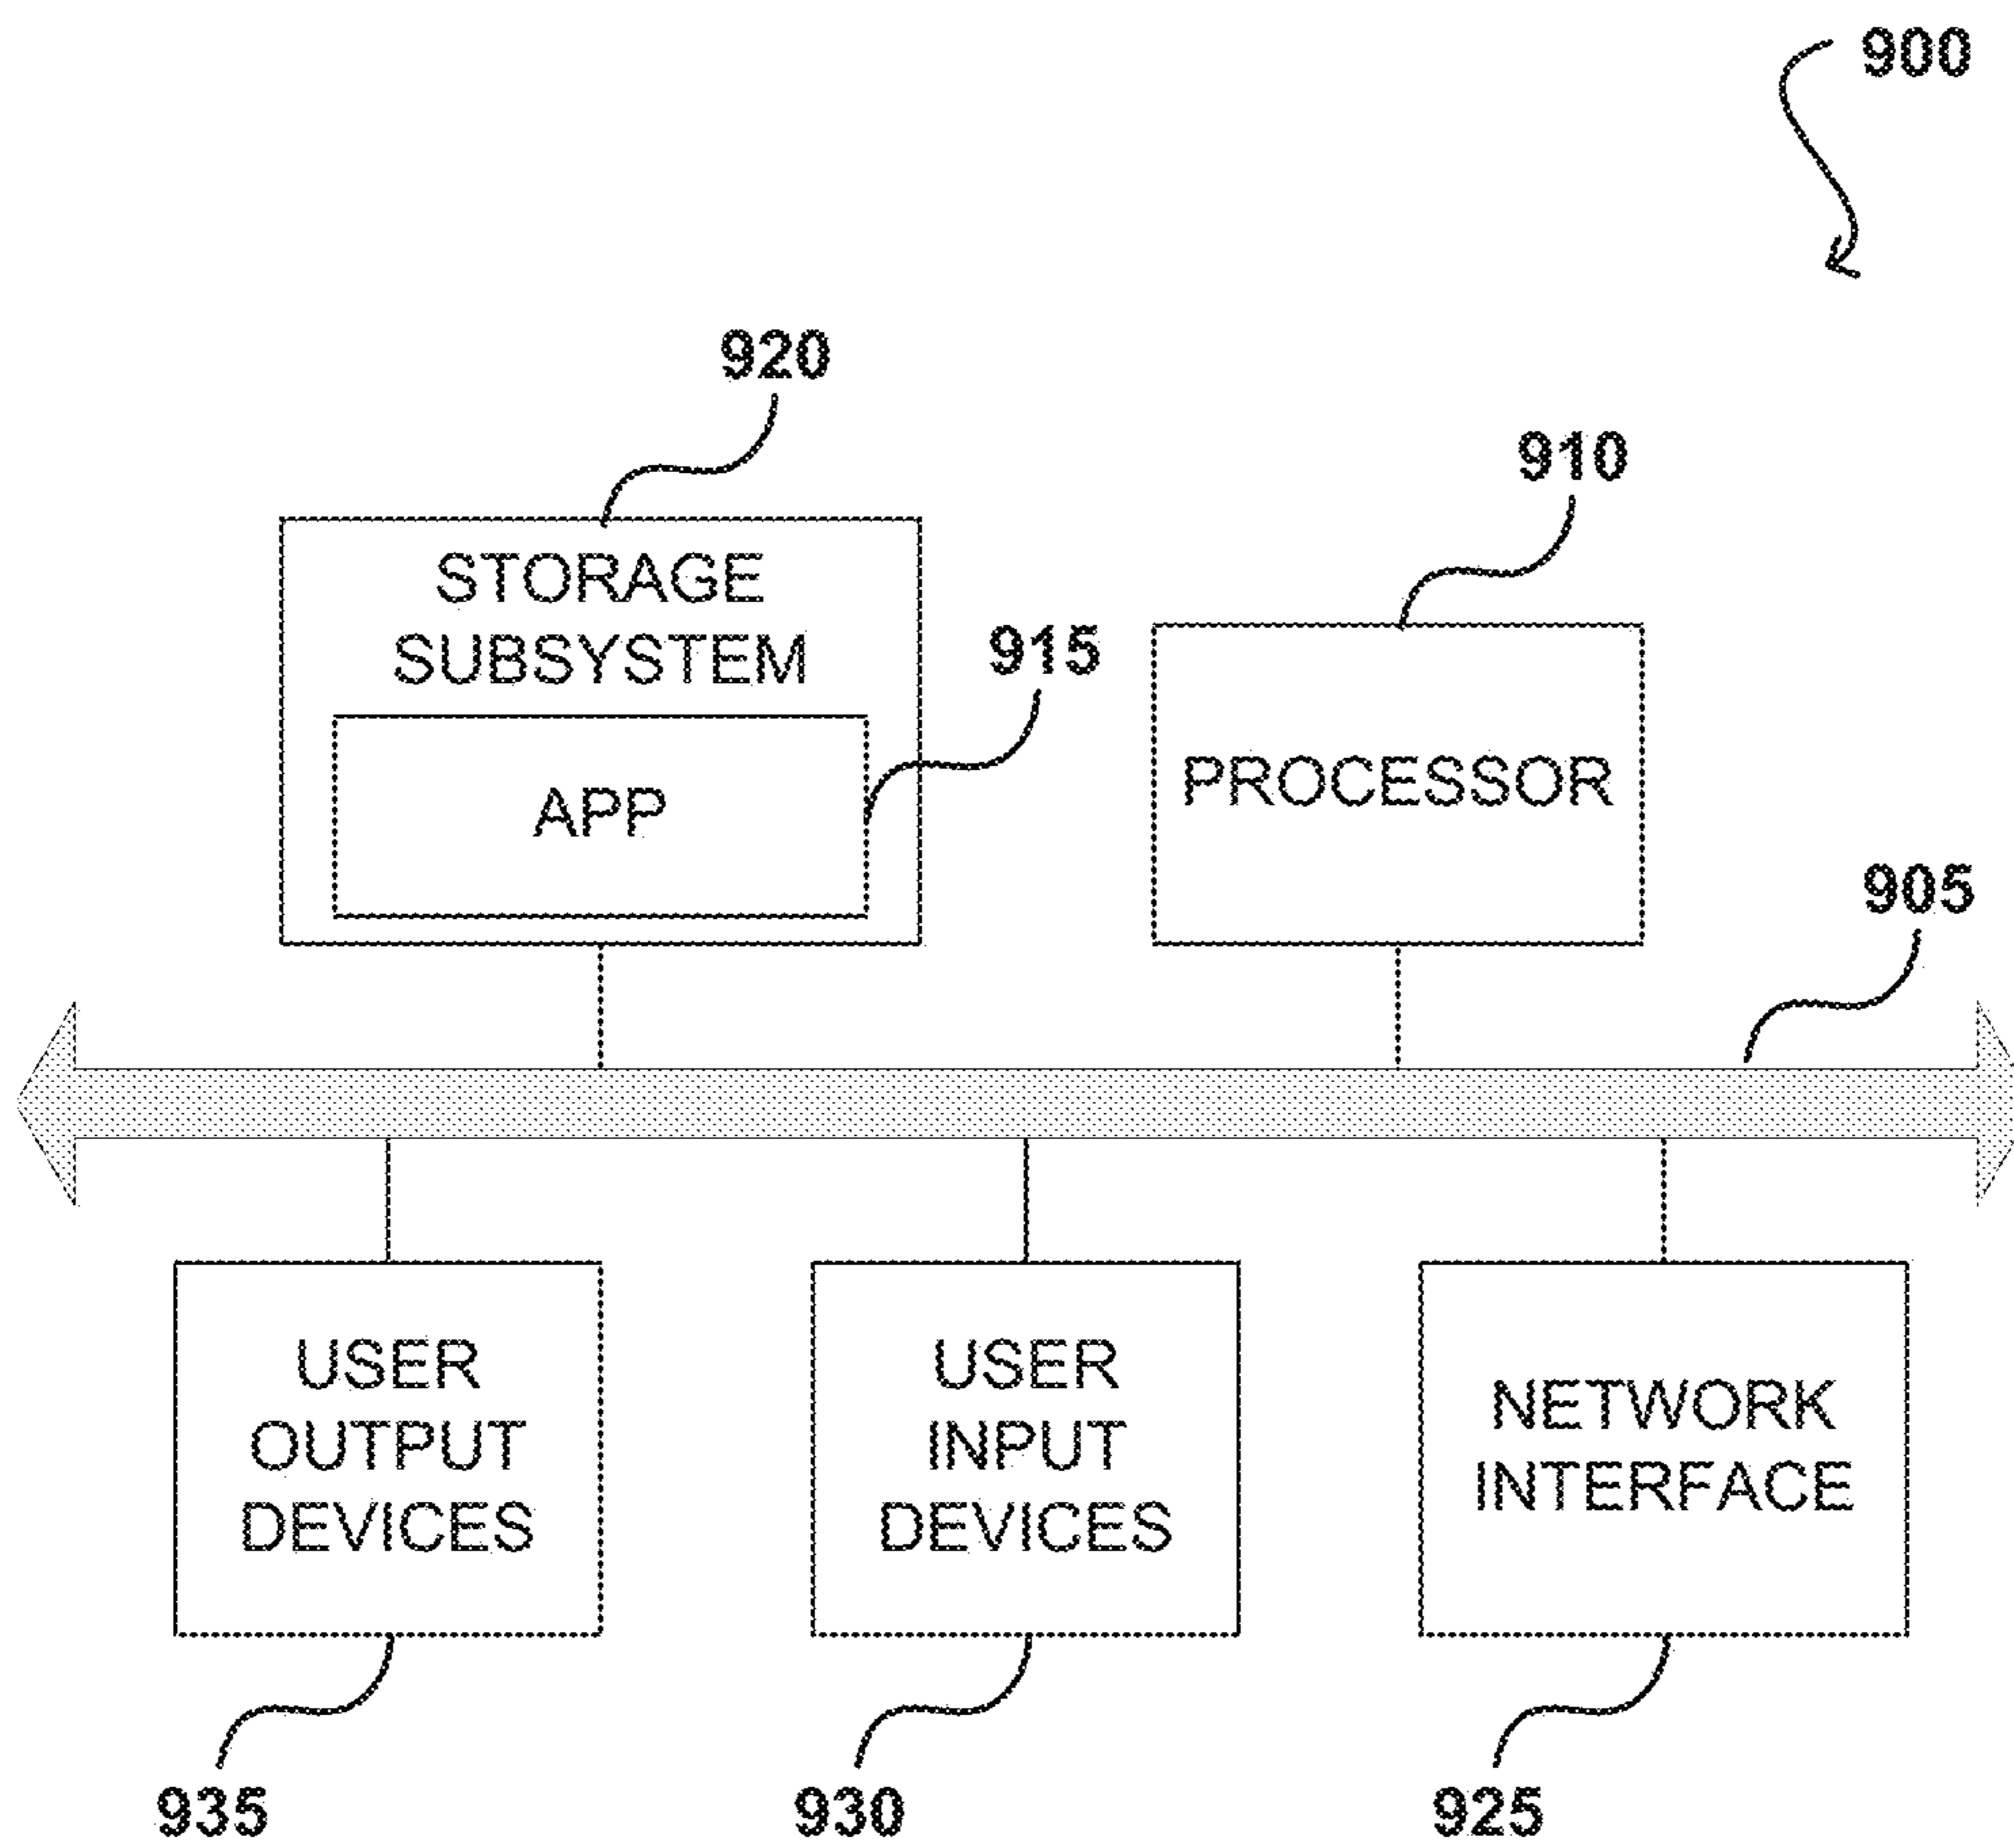 900
920
910
STORAGE
SUBSYSTEM
915
APP
PROCESSOR
905
USER
OUTPUT
DEVICES
USER
INPUT
DEVICES
NETWORK
INTERFACE
935
930
925